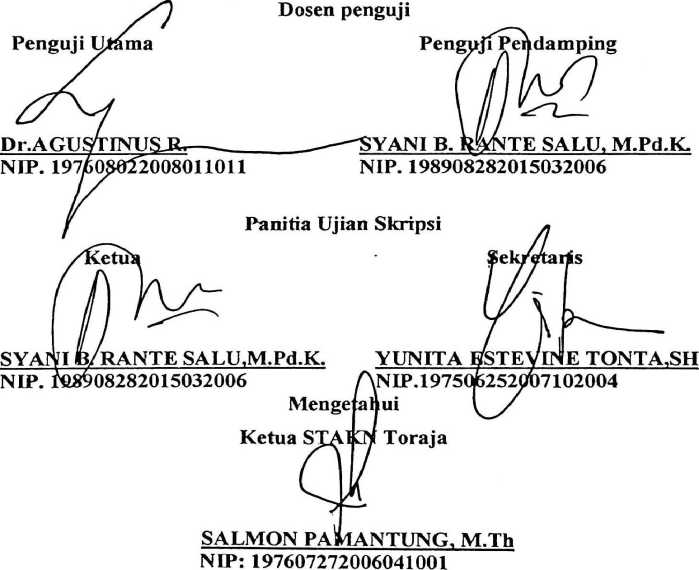 Dosen penguji
Penguji Utama Penguji Pendamping
Dr.AGUSTINUS R. SYANI B. RANTE SALU, M.Pd.K.
NIP. 197608022008011011 NIP. 198908282015032006
Panitia Ujian Skripsi
Ketua Sekretaris
SYANI B. RANTE SALU,M.Pd.K. YUNITA ESTEVINE TONTA,SH
NIP. 198908282015032006 NIP.197506252007102004
Mengetahui
Ketua STAKN Toraja
SALMON PAMANTUNG, M.Th
NIP: 197607272006041001